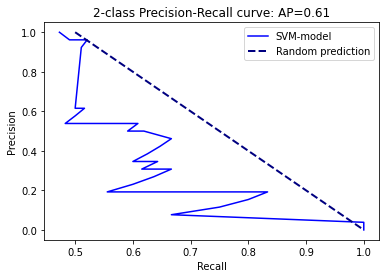 2-class Precision-Recall curve: AP=0.61
SVM-model
Random prediction
Precision
1.0
0.8
0.6
0.4
0.2
0.0
0.5 0.6 0.7 0.8 0.9 1.0
Recall